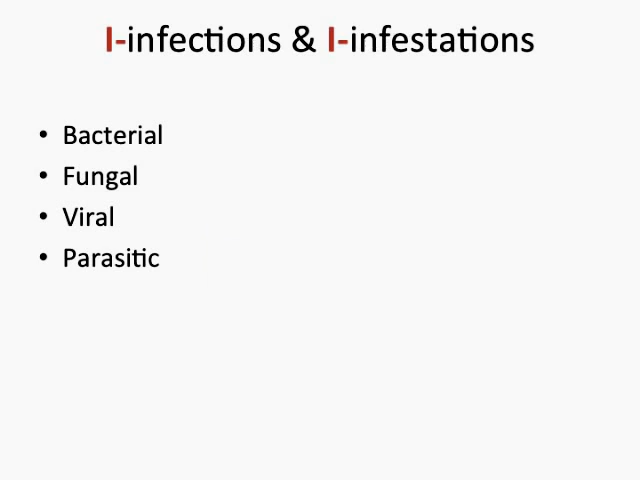 I-infections & I-infestations
• Bacterial
• Fungal
• Viral
• Parasitic